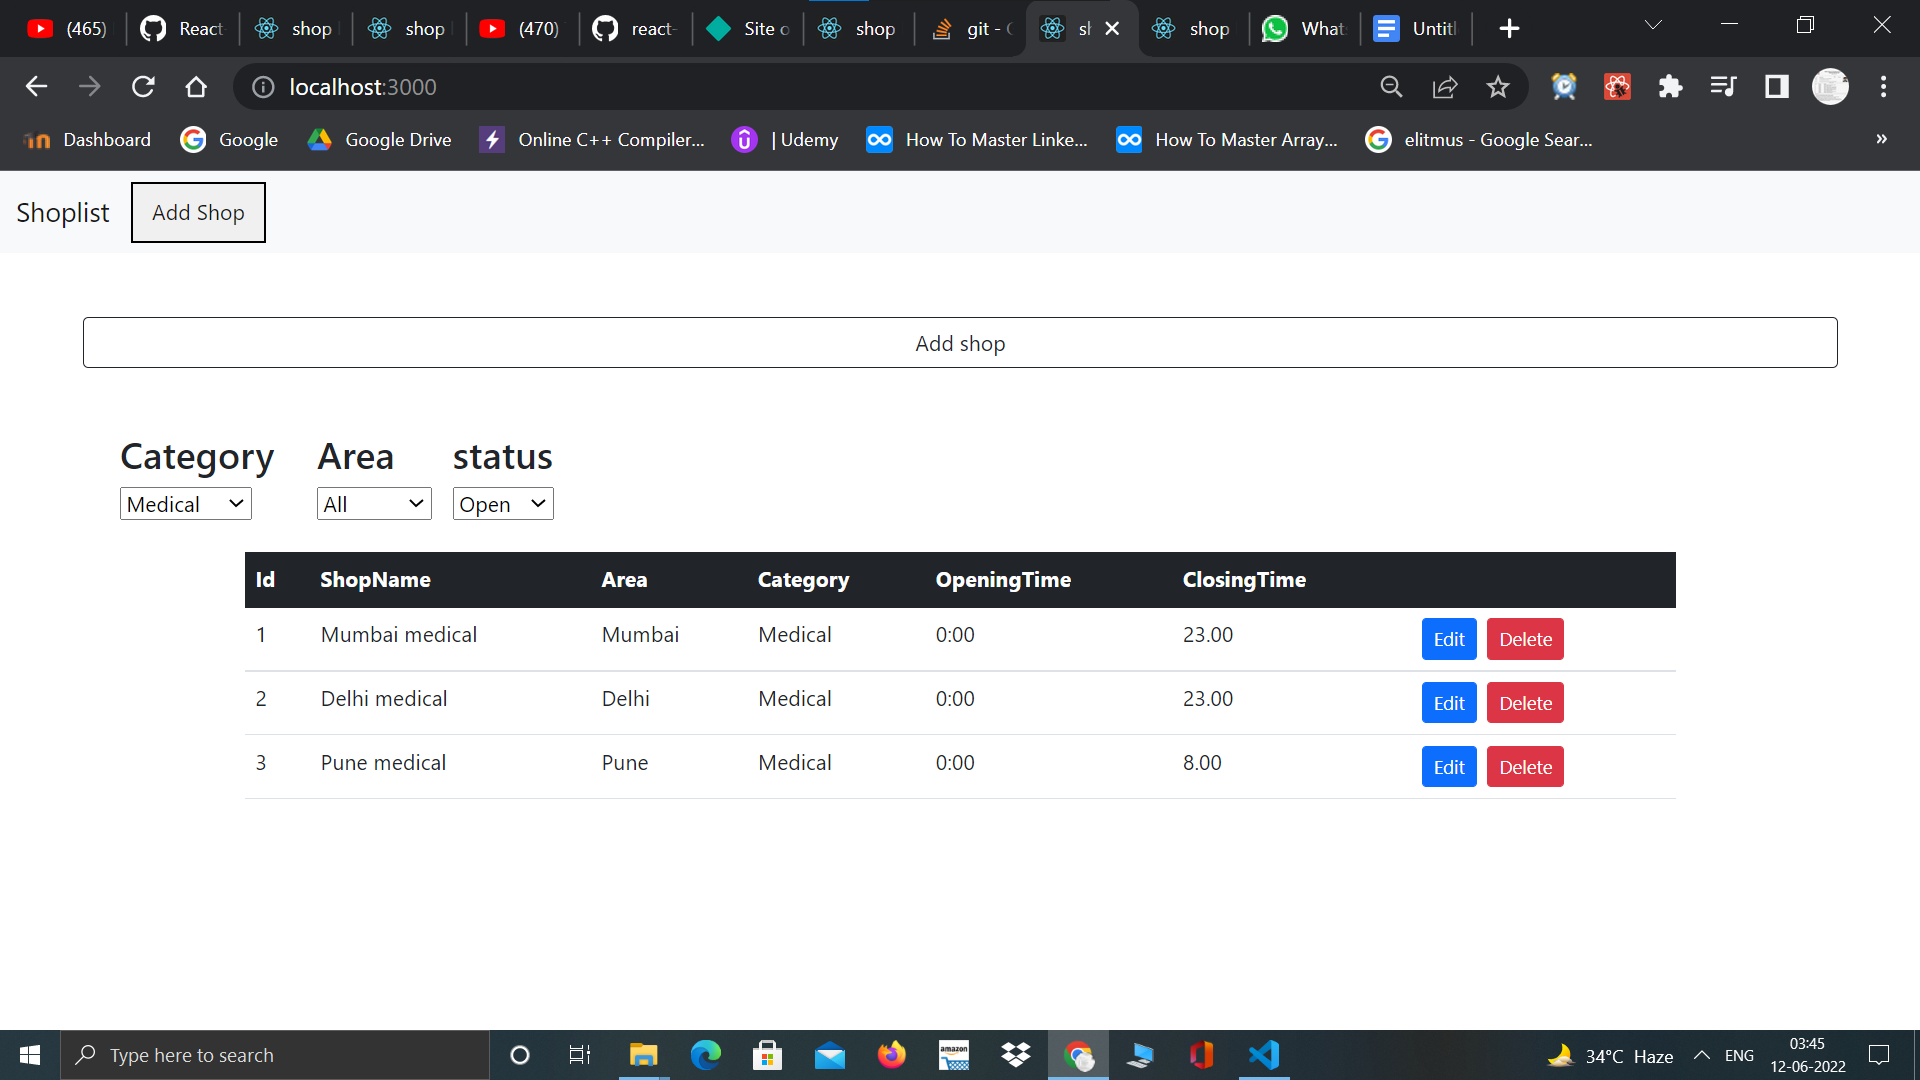 (465) React- shop shop (470) react- Site o shop git - sl shop What Untitl
localhost:3000
Dashboard Google Google Drive Online C++ Compiler... | Udemy How To Master Linke... How To Master Array... elitmus - Google Sear... »
Shoplist Add Shop
Add shop
Category Area status
Medical All Open
Id ShopName Area Category OpeningTime ClosingTime
1 Mumbai medical Mumbai Medical 0:00 23.00 Edit Delete
2 Delhi medical Delhi Medical 0:00 23.00 Edit Delete
3 Pune medical Pune Medical 0:00 8.00 Edit Delete
Type here to search amazon 34°C Haze ENG 03:45
12-06-2022